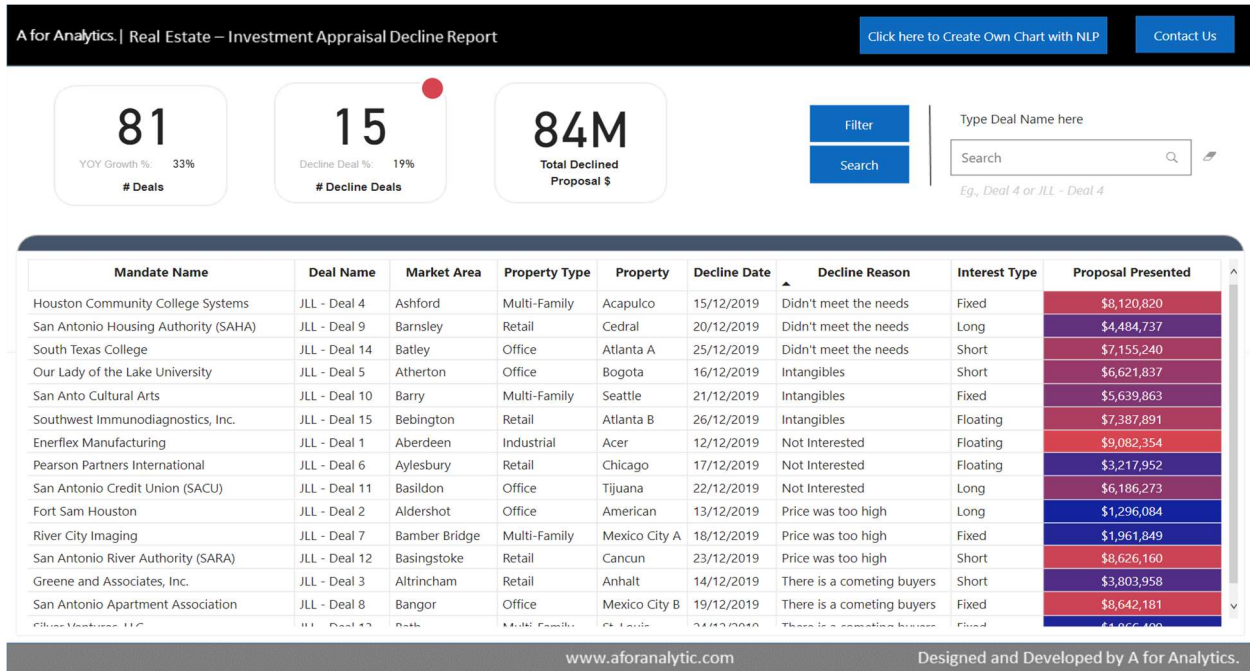 A for Analytics. | Real Estate – Investment Appraisal Decline Report
Click here to Create Own Chart with NLP
Contact Us
81
YOY Growth %: 33%
# Deals
15
Decline Deal %: 19%
# Decline Deals
84M
Total Declined
Proposal $
Filter
Search
Type Deal Name here
Search
Eg., Deal 4 or JLL - Deal 4
Mandate Name Deal Name Market Area Property Type Property Decline Date Decline Reason Interest Type Proposal Presented
Houston Community College Systems JLL - Deal 4 Ashford Multi-Family Acapulco 15/12/2019 Didn't meet the needs Fixed $8,120,820
San Antonio Housing Authority (SAHA) JLL - Deal 9 Barnsley Retail Cedral 20/12/2019 Didn't meet the needs Long $4,484,737
South Texas College JLL - Deal 14 Batley Office Atlanta A 25/12/2019 Didn't meet the needs Short $7,155,240
Our Lady of the Lake University JLL - Deal 5 Atherton Office Bogota 16/12/2019 Intangibles Short $6,621,837
San Anto Cultural Arts JLL - Deal 10 Barry Multi-Family Seattle 21/12/2019 Intangibles Fixed $5,639,863
Southwest Immunodiagnostics, Inc. JLL - Deal 15 Bebington Retail Atlanta B 26/12/2019 Intangibles Floating $7,387,891
Enerflex Manufacturing JLL - Deal 1 Aberdeen Industrial Acer 12/12/2019 Not Interested Floating $9,082,354
Pearson Partners International JLL - Deal 6 Aylesbury Retail Chicago 17/12/2019 Not Interested Floating $3,217,952
San Antonio Credit Union (SACU) JLL - Deal 11 Basildon Office Tijuana 22/12/2019 Not Interested Long $6,186,273
Fort Sam Houston JLL - Deal 2 Aldershot Office American 13/12/2019 Price was too high Long $1,296,084
River City Imaging JLL - Deal 7 Bamber Bridge Multi-Family Mexico City A 18/12/2019 Price was too high Fixed $1,961,849
San Antonio River Authority (SARA) JLL - Deal 12 Basingstoke Retail Cancun 23/12/2019 Price was too high Short $8,626,160
Greene and Associates, Inc. JLL - Deal 3 Altrincham Retail Anhalt 14/12/2019 There is a cometing buyers Short $3,803,958
San Antonio Apartment Association JLL - Deal 8 Bangor Office Mexico City B 19/12/2019 There is a cometing buyers Fixed $8,642,181
www.aforanalytic.com
Designed and Developed by A for Analytics.